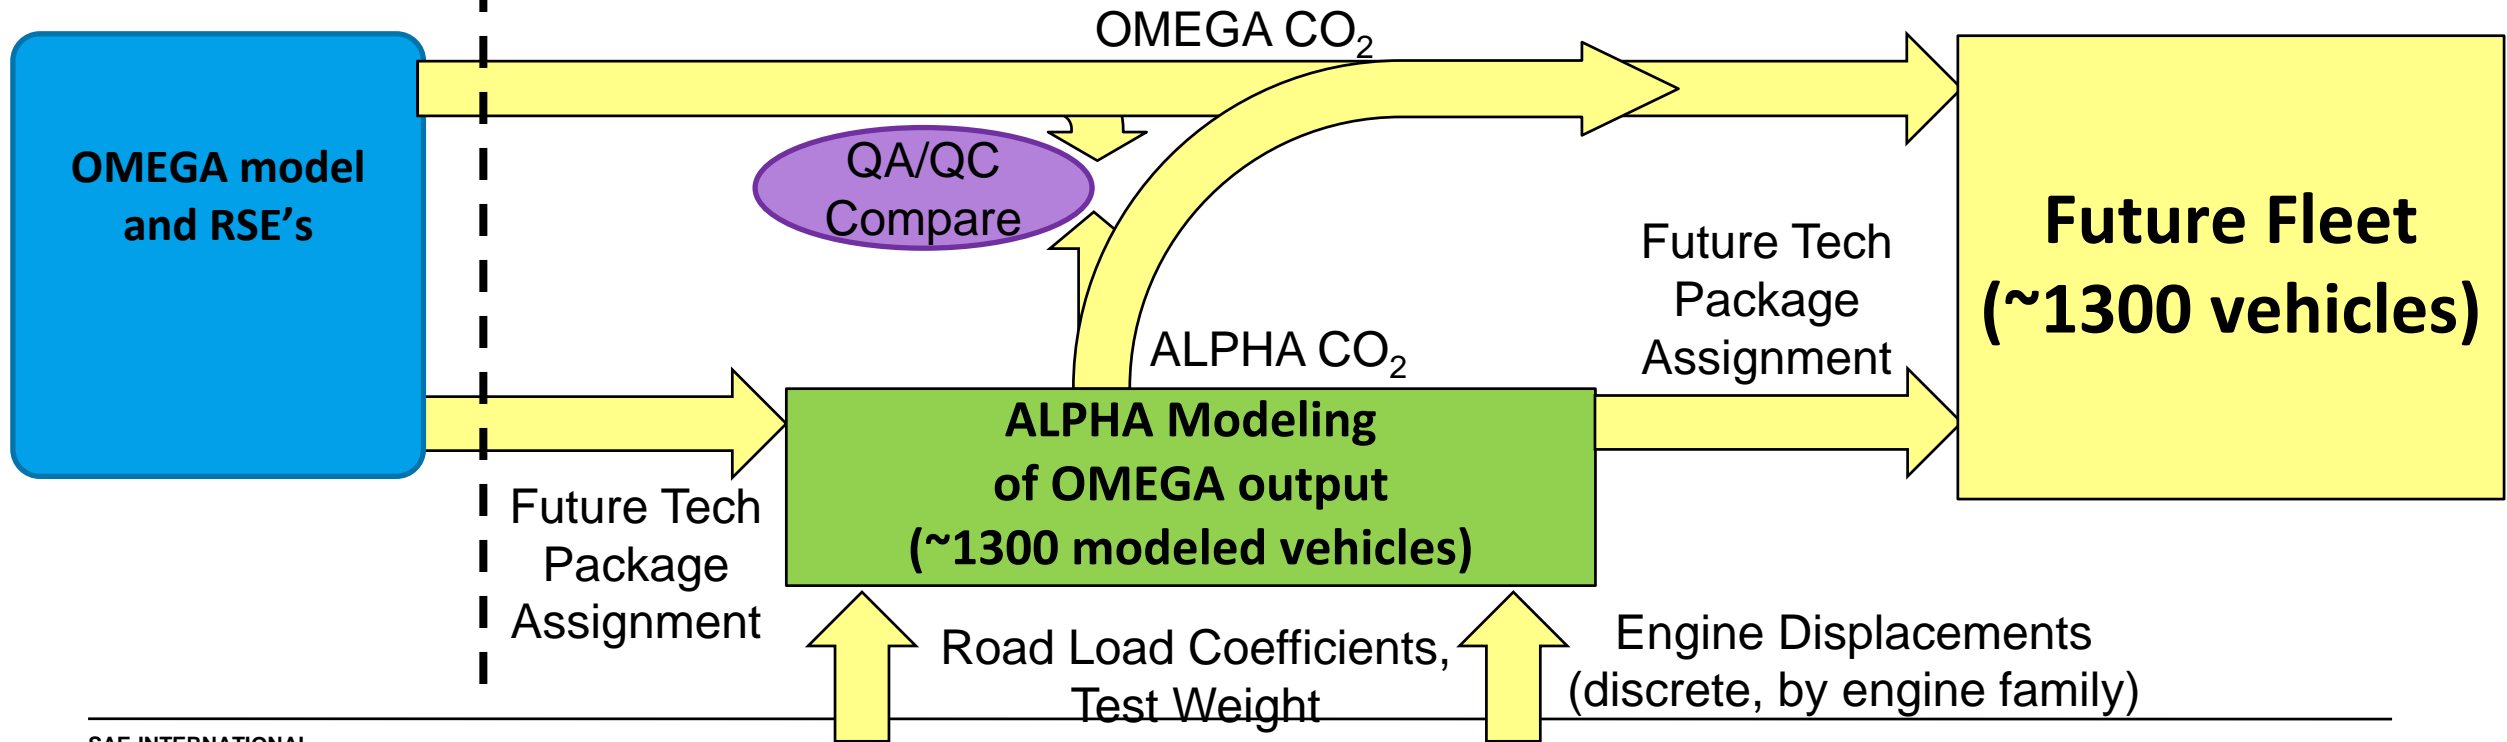 OMEGA CO₂
OMEGA model
and RSE’s
QA/QC
Compare
ALPHA CO₂
Future Tech
Package
Assignment
Future Fleet
(~1300 vehicles)
ALPHA Modeling
of OMEGA output
(~1300 modeled vehicles)
Future Tech
Package
Assignment
Road Load Coefficients,
Test Weight
Engine Displacements
(discrete, by engine family)
SAE INTERNATIONAL